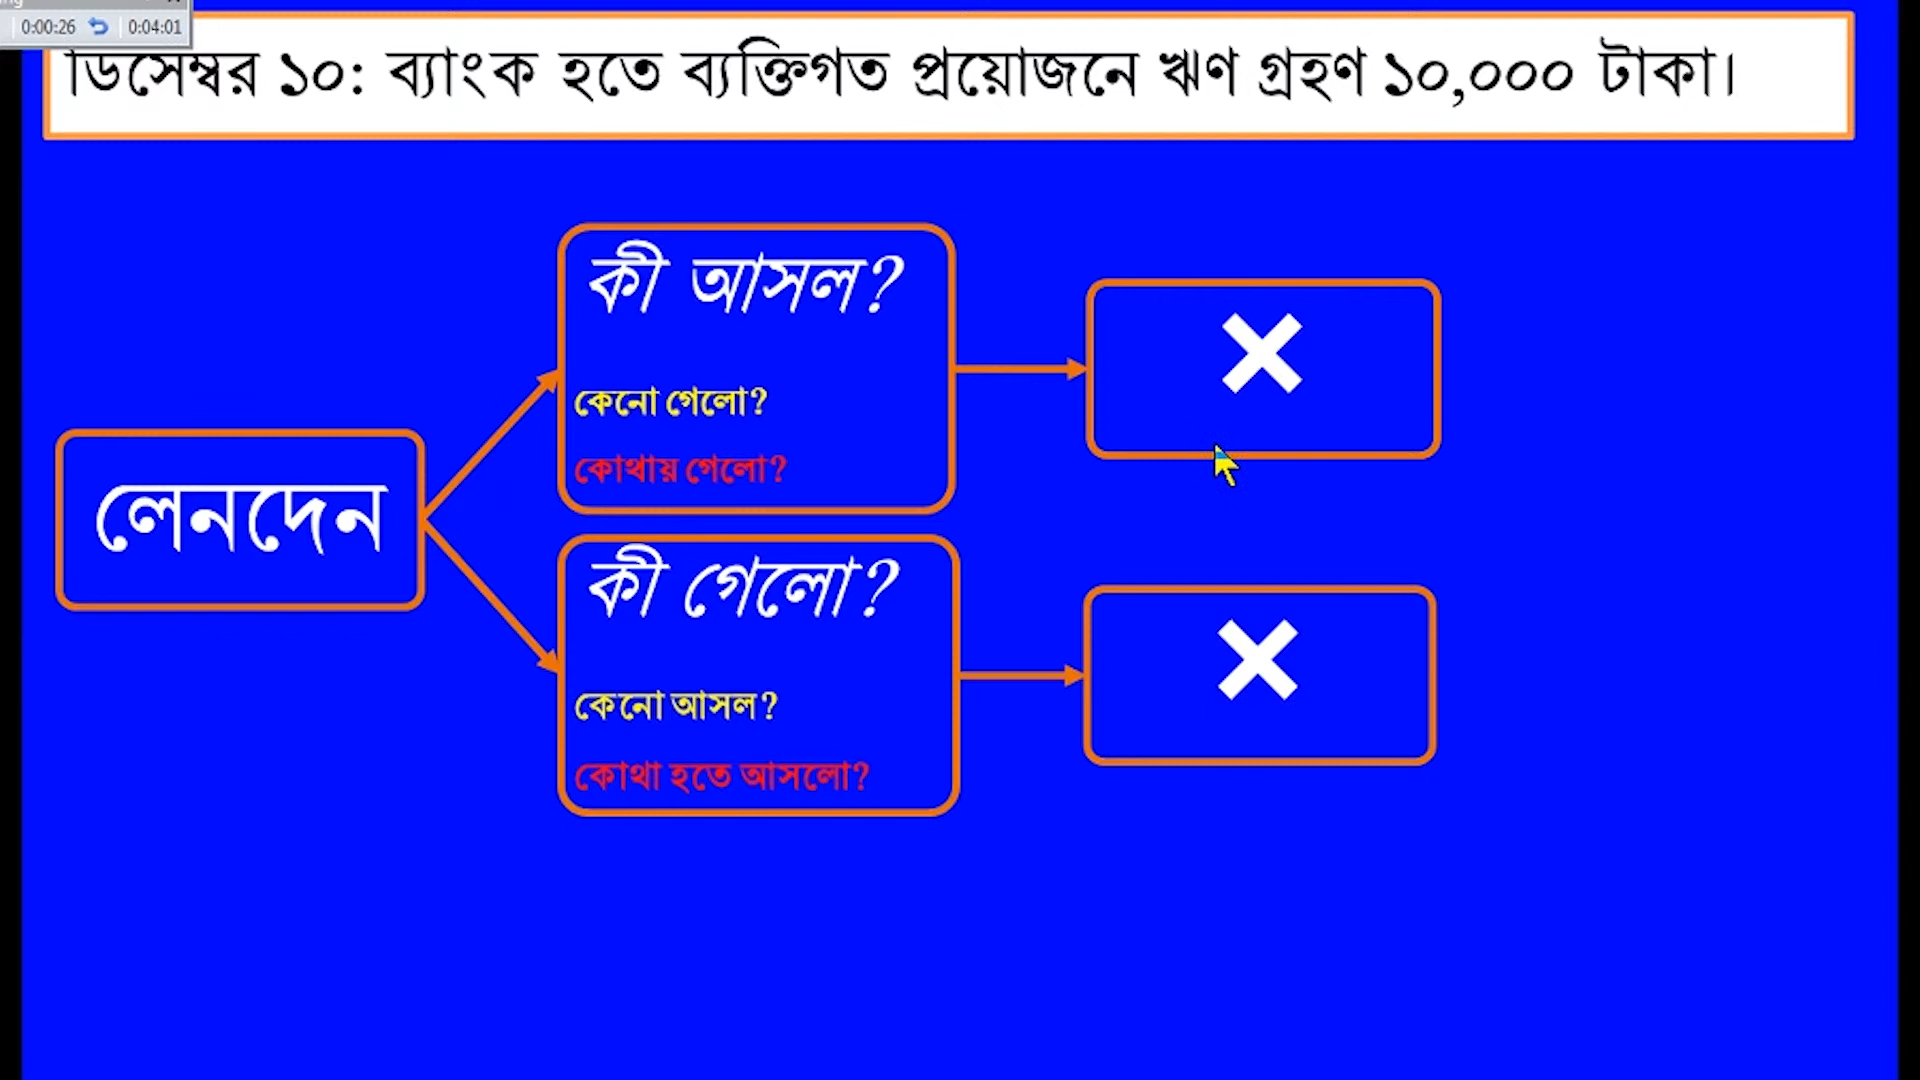 0:00:26 0:04:01
ডিসেম্বর ১০: ব্যাংক হতে ব্যক্তিগত প্রয়োজনে ঋণ গ্রহণ ১০,০০০ টাকা।
কী আসল?
কেনো গেলো?
কোথায় গেলো?
লেনদেন
কী গেলো?
কেনো আসল?
কোথা হতে আসলো?